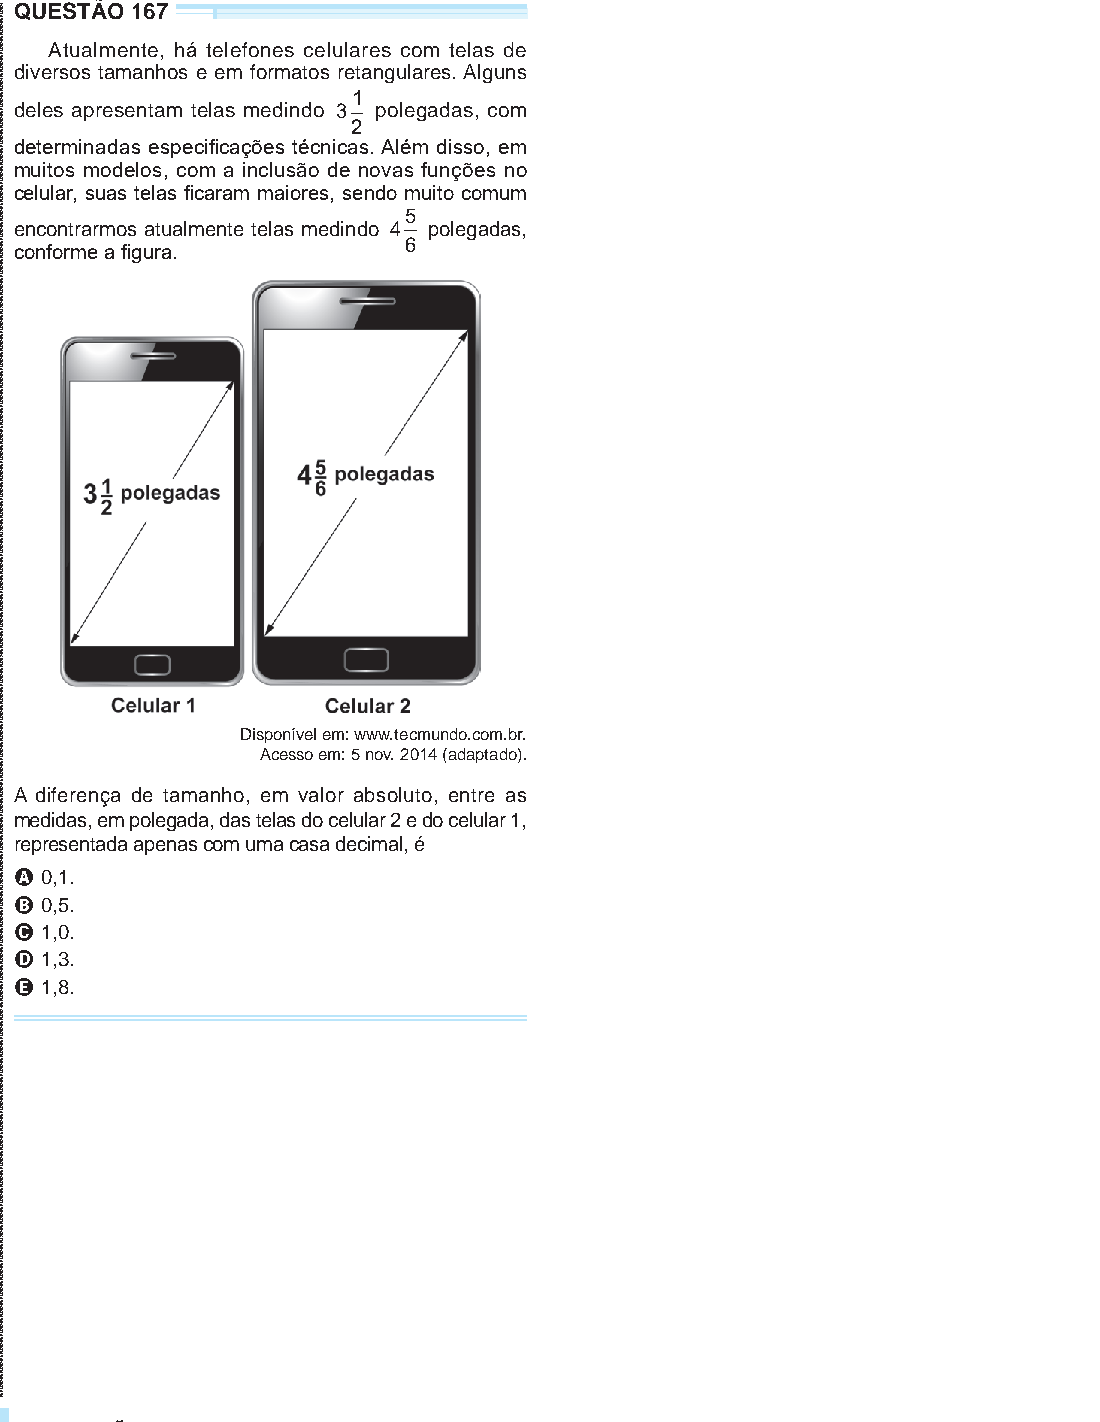 QUESTÃO 167
Atualmente, há telefones celulares com telas de
diversos tamanhos e em formatos retangulares. Alguns
deles apresentam telas medindo 3 1/2 polegadas, com
determinadas especificações técnicas. Além disso, em
muitos modelos, com a inclusão de novas funções no
celular, suas telas ficaram maiores, sendo muito comum
encontrarmos atualmente telas medindo 4 5/6 polegadas,
conforme a figura.
3 1/2 polegadas
4 5/6 polegadas
Celular 1
Celular 2
Disponível em: www.tecmundo.com.br.
Acesso em: 5 nov. 2014 (adaptado).
A diferença de tamanho, em valor absoluto, entre as
medidas, em polegada, das telas do celular 2 e do celular 1,
representada apenas com uma casa decimal, é
A 0,1.
B 0,5.
C 1,0.
D 1,3.
E 1,8.